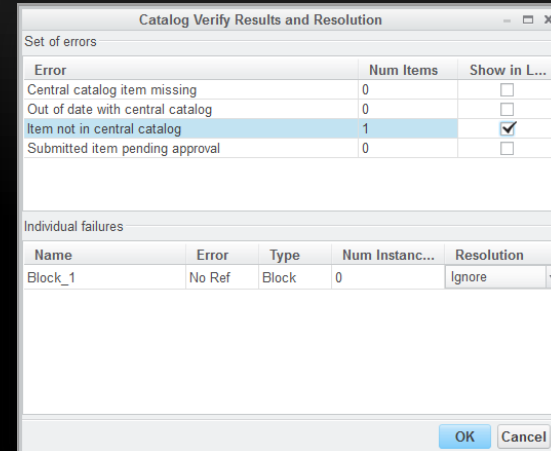 Catalog Verify Results and Resolution
Set of errors
Error Num Items Show in L...
Central catalog item missing 0
Out of date with central catalog 0
Item not in central catalog 1
Submitted item pending approval 0
Individual failures
Name Error Type Num Instanc... Resolution
Block_1 No Ref Block 0 Ignore
OK Cancel